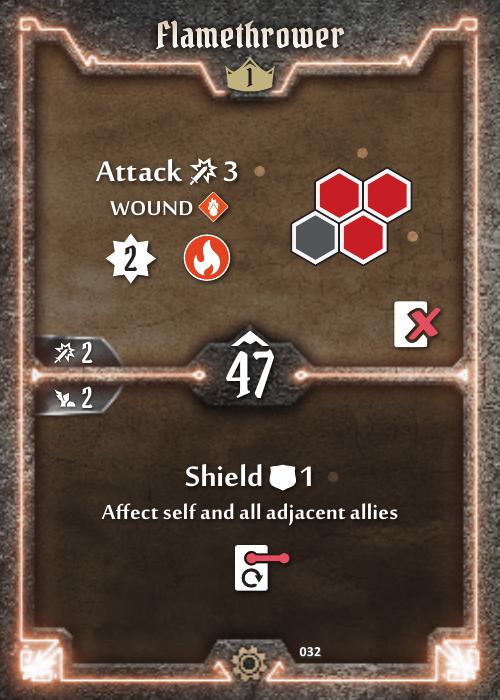 Flamethrower
1
Attack 3
WOUND
2
2
47
2
Shield 1
Affect self and all adjacent allies
032